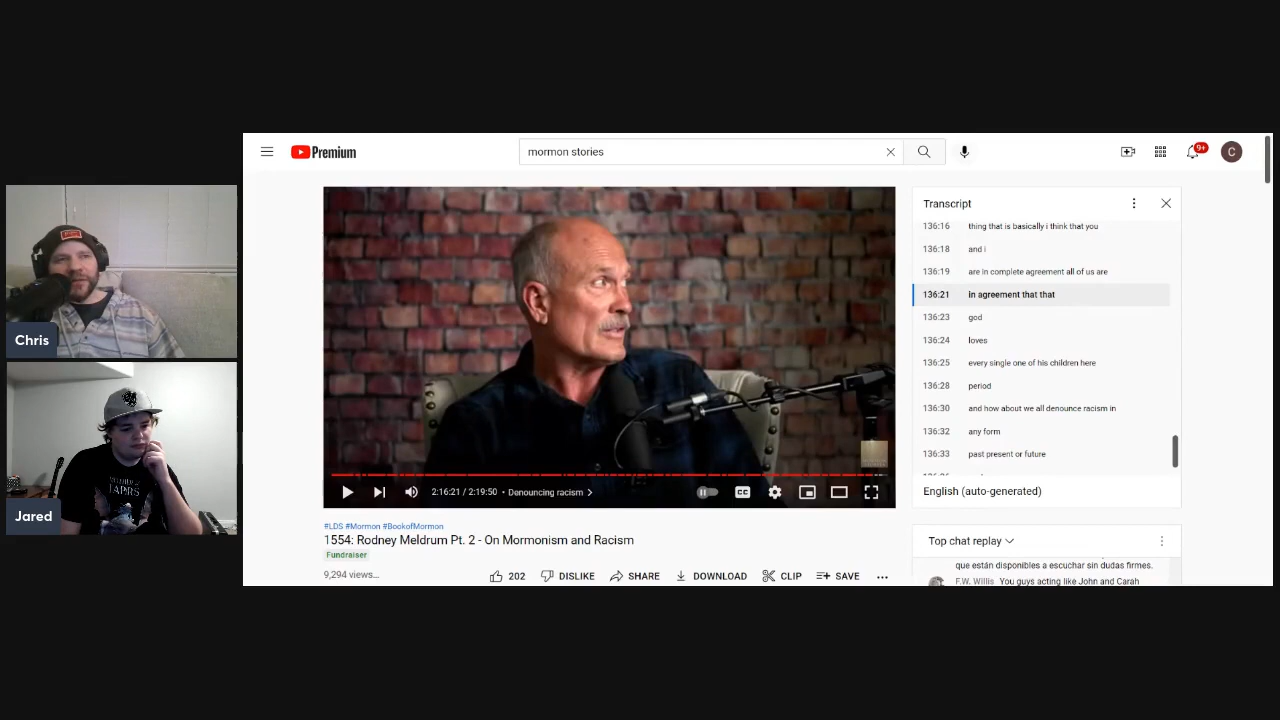 Premium
mormon stories
9+
C
Transcript
136:16 thing that is basically i think that you
136:18 and i
136:19 are in complete agreement all of us are
136:21 in agreement that that
136:23 god
136:24 loves
136:25 every single one of his children here
136:28 period
136:30 and how about we all denounce racism in
136:32 any form
136:33 past present or future
English (auto-generated)
Chris
Jared
TAPRS
CC
2:16:21 / 2:19:50 • Denouncing racism >
#LDS #Mormon #BookofMormon
1554: Rodney Meldrum Pt. 2 - On Mormonism and Racism
Fundraiser
9,294 views...
202 DISLIKE SHARE DOWNLOAD CLIP SAVE ...
Top chat replay
que están disponibles a escuchar sin dudas firmes.
F.W. Willis You guys acting like John and Carah